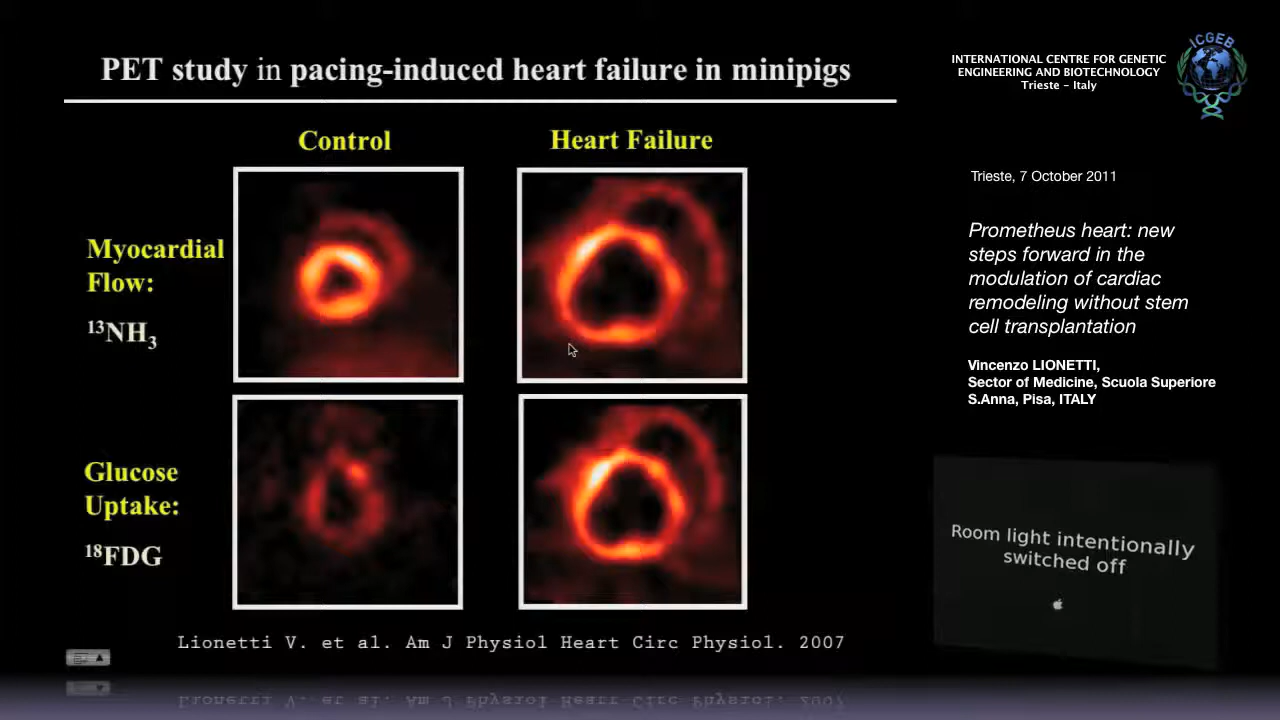 PET study in pacing-induced heart failure in minipigs
Control
Heart Failure
Myocardial
Flow:
¹³NH₃
Glucose
Uptake:
¹⁸FDG
Lionetti V. et al. Am J Physiol Heart Circ Physiol. 2007
INTERNATIONAL CENTRE FOR GENETIC
ENGINEERING AND BIOTECHNOLOGY
Trieste - Italy
ICGEB
Trieste, 7 October 2011
Prometheus heart: new
steps forward in the
modulation of cardiac
remodeling without stem
cell transplantation
Vincenzo LIONETTI,
Sector of Medicine, Scuola Superiore
S.Anna, Pisa, ITALY
Room light intentionally
switched off